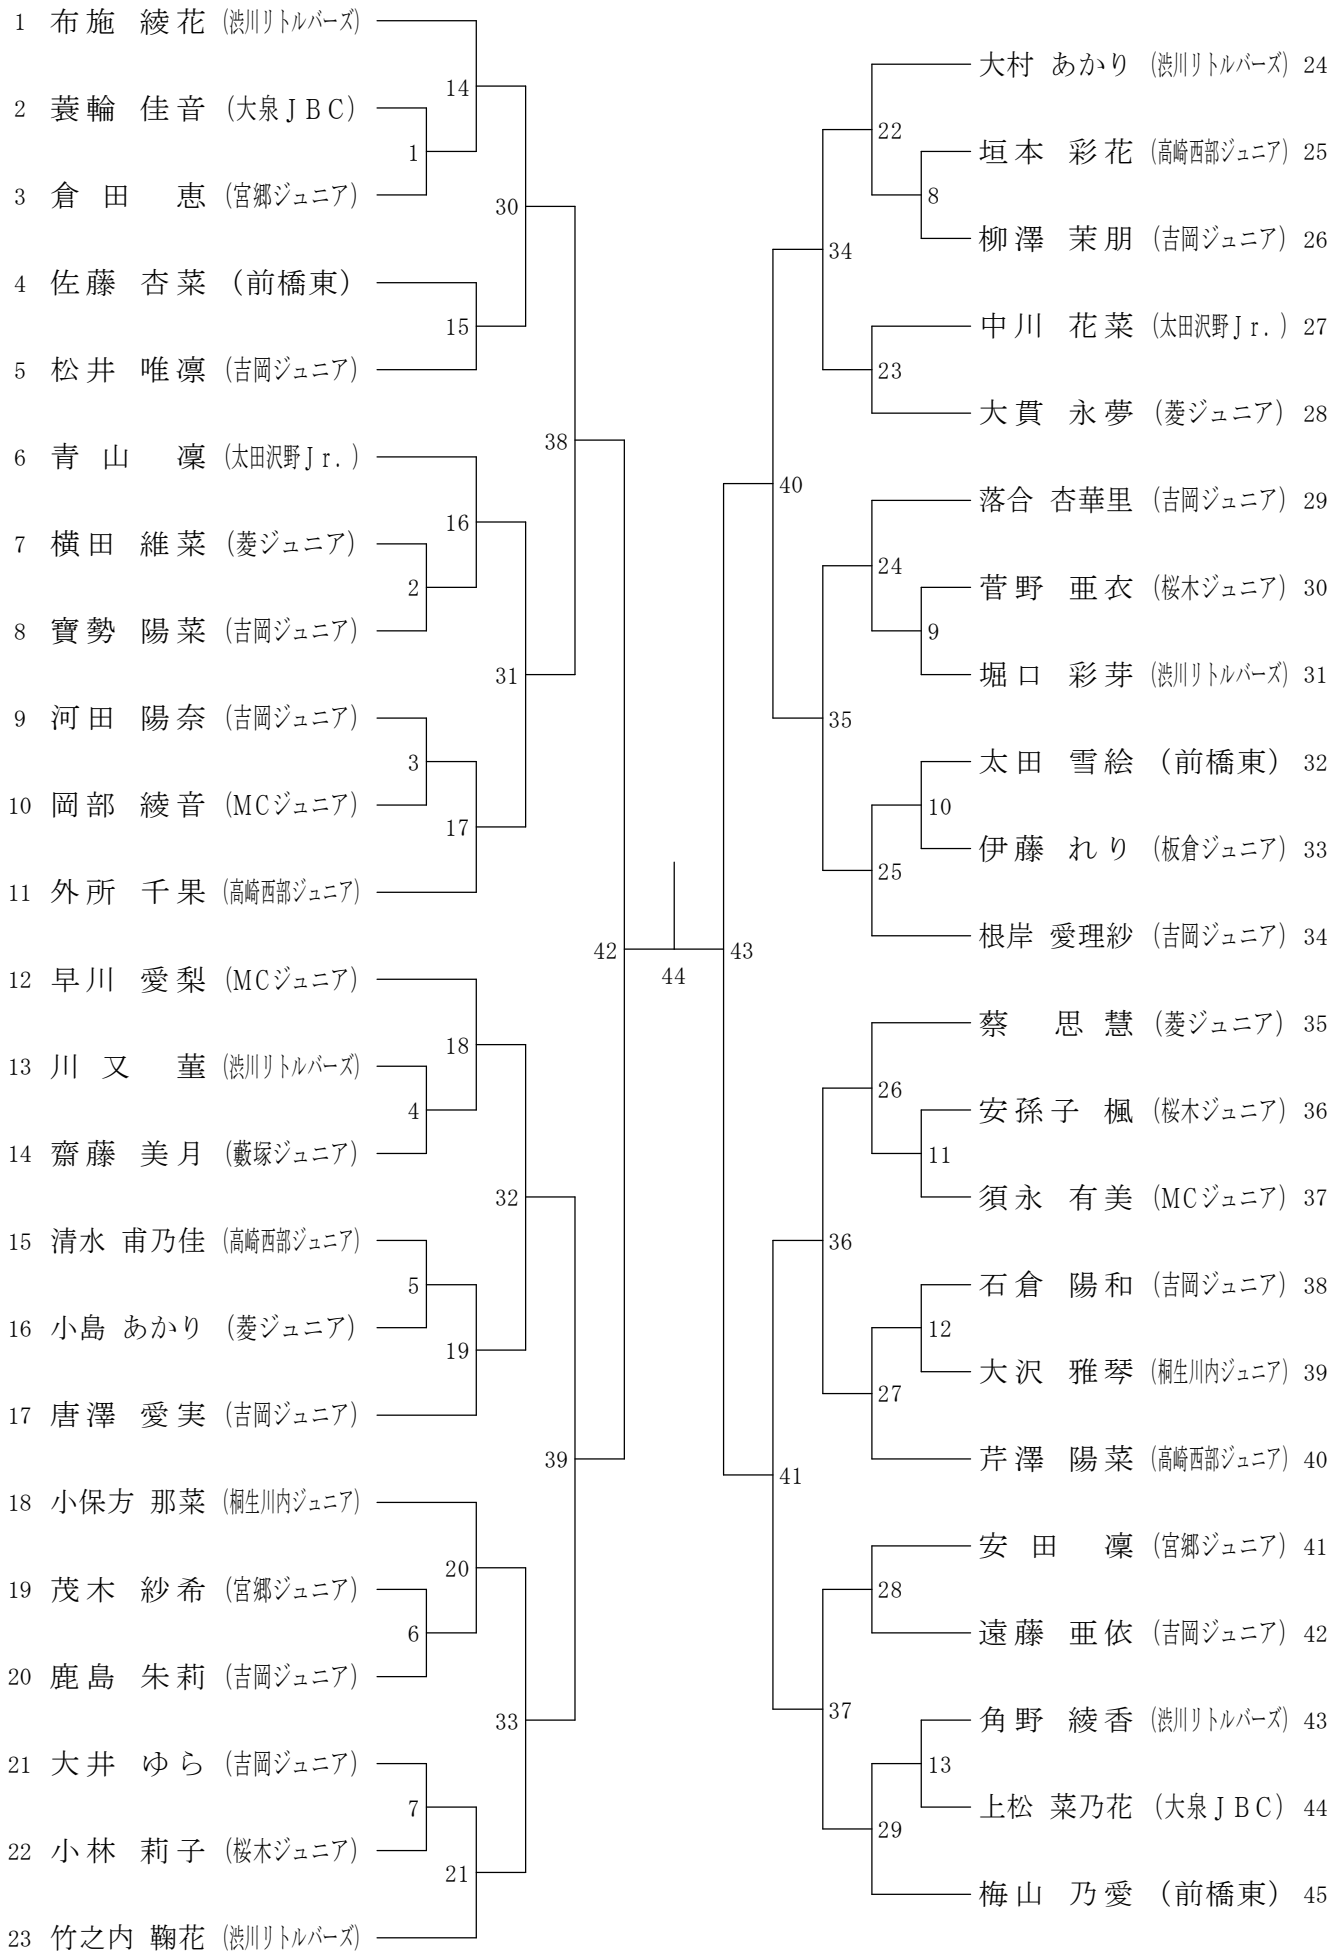 1 布施 綾花 (渋川リトルバーズ)
2 蓑輪 佳音 (大泉ＪＢＣ)
3 倉田 恵 (宮郷ジュニア)
4 佐藤 杏菜 (前橋東)
5 松井 唯凛 (吉岡ジュニア)
6 青山 凜 (太田沢野Ｊｒ.)
7 横田 維菜 (菱ジュニア)
8 寶勢 陽菜 (吉岡ジュニア)
9 河田 陽奈 (吉岡ジュニア)
10 岡部 綾音 (MCジュニア)
11 外所 千果 (高崎西部ジュニア)
12 早川 愛梨 (MCジュニア)
13 川又 菫 (渋川リトルバーズ)
14 齋藤 美月 (藪塚ジュニア)
15 清水 甫乃佳 (高崎西部ジュニア)
16 小島 あかり (菱ジュニア)
17 唐澤 愛実 (吉岡ジュニア)
18 小保方 那菜 (桐生川内ジュニア)
19 茂木 紗希 (宮郷ジュニア)
20 鹿島 朱莉 (吉岡ジュニア)
21 大井 ゆら (吉岡ジュニア)
22 小林 莉子 (桜木ジュニア)
23 竹之内 鞠花 (渋川リトルバーズ)
1
2
3
4
5
6
7
14
15
16
17
18
19
20
21
30
31
32
33
38
39
42
44
43
40
41
34
35
36
37
22
23
24
25
26
27
28
29
8
9
10
11
12
13
大村 あかり (渋川リトルバーズ) 24
垣本 彩花 (高崎西部ジュニア) 25
柳澤 茉朋 (吉岡ジュニア) 26
中川 花菜 (太田沢野Ｊｒ.) 27
大貫 永夢 (菱ジュニア) 28
落合 杏華里 (吉岡ジュニア) 29
菅野 亜衣 (桜木ジュニア) 30
堀口 彩芽 (渋川リトルバーズ) 31
太田 雪絵 (前橋東) 32
伊藤 れり (板倉ジュニア) 33
根岸 愛理紗 (吉岡ジュニア) 34
蔡 思慧 (菱ジュニア) 35
安孫子 楓 (桜木ジュニア) 36
須永 有美 (MCジュニア) 37
石倉 陽和 (吉岡ジュニア) 38
大沢 雅琴 (桐生川内ジュニア) 39
芹澤 陽菜 (高崎西部ジュニア) 40
安田 凜 (宮郷ジュニア) 41
遠藤 亜依 (吉岡ジュニア) 42
角野 綾香 (渋川リトルバーズ) 43
上松 菜乃花 (大泉ＪＢＣ) 44
梅山 乃愛 (前橋東) 45